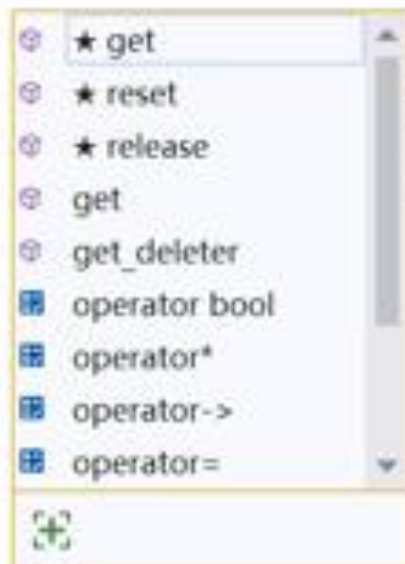 ★ get
★ reset
★ release
get
get_deleter
operator bool
operator*
operator->
operator=